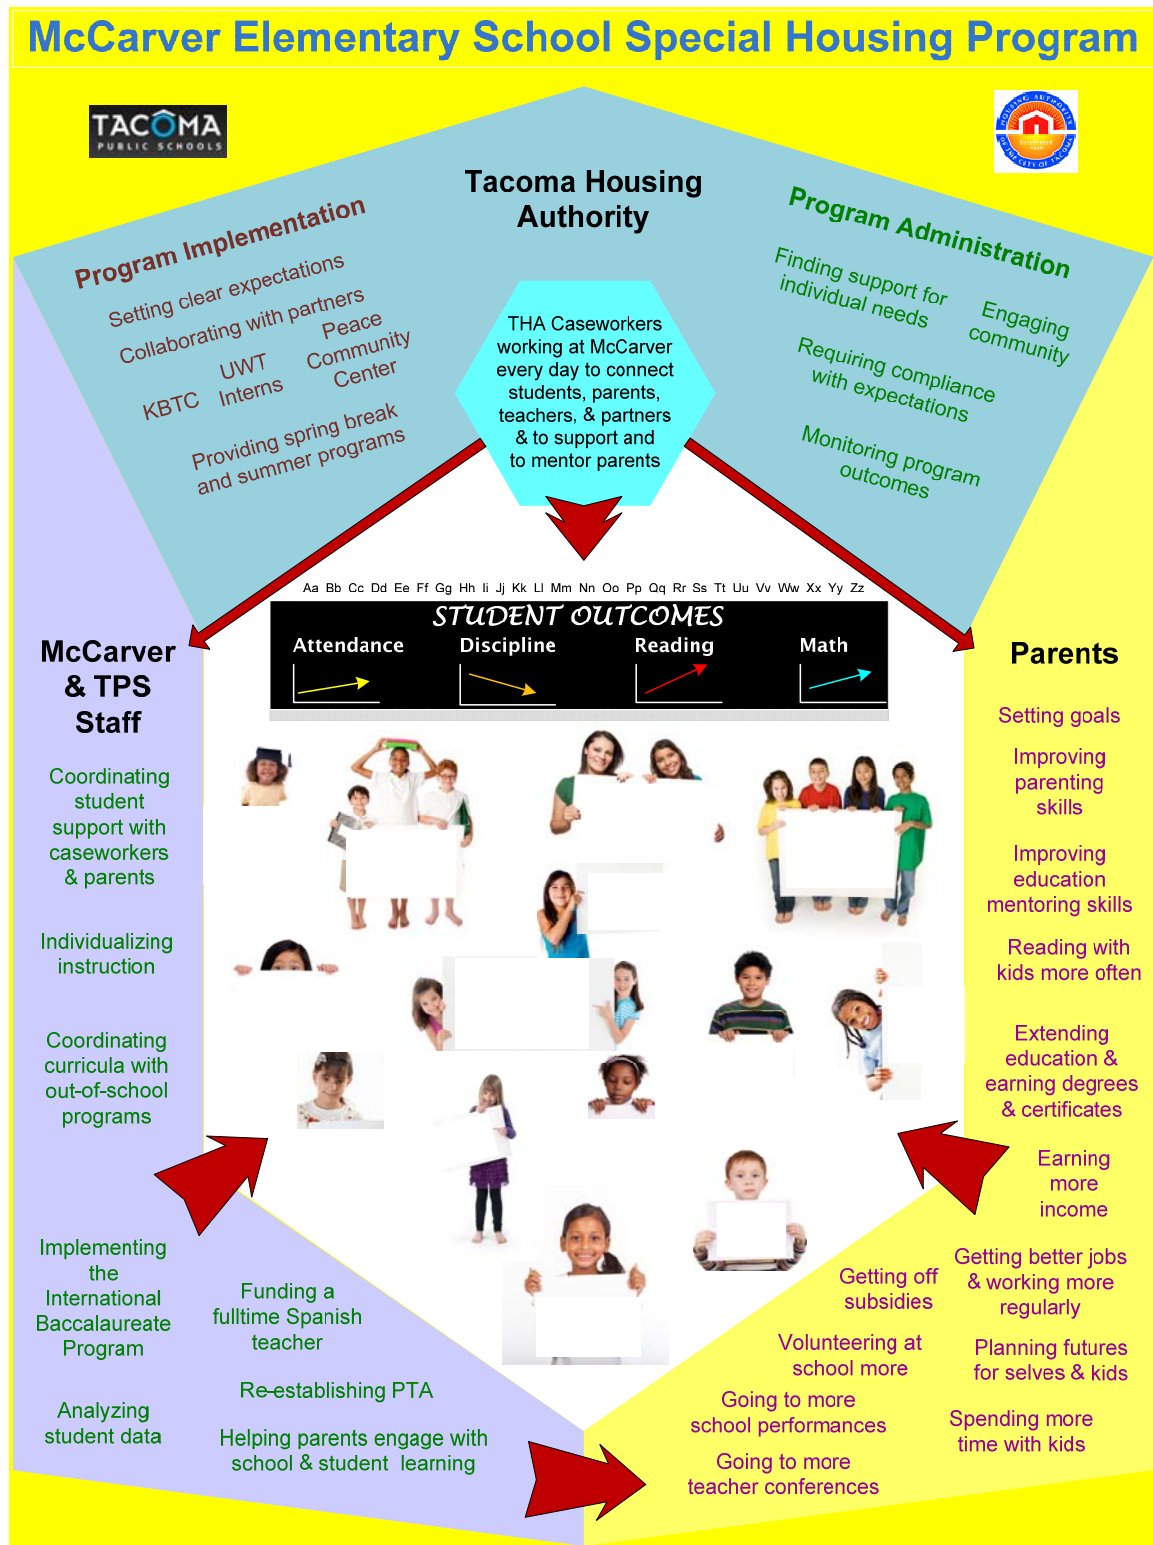 McCarver Elementary School Special Housing Program
TACOMA
PUBLIC SCHOOLS
HOUSING AUTHORITY
OF THE CITY OF TACOMA
Tacoma Housing
Authority
Program Implementation
Setting clear expectations
Collaborating with partners
KBTC
UWT
Interns
Peace
Community
Center
Providing spring break
and summer programs
THA Caseworkers
working at McCarver
every day to connect
students, parents,
teachers, & partners
& to support and
to mentor parents
Program Administration
Finding support for
individual needs
Engaging
community
Requiring compliance
with expectations
Monitoring program
outcomes
Aa Bb Cc Dd Ee Ff Gg Hh Ii Jj Kk Ll Mm Nn Oo Pp Qq Rr Ss Tt Uu Vv Ww Xx Yy Zz
STUDENT OUTCOMES
Attendance Discipline Reading Math
McCarver
& TPS
Staff
Coordinating
student
support with
caseworkers
& parents
Individualizing
instruction
Coordinating
curricula with
out-of-school
programs
Implementing
the
International
Baccalaureate
Program
Analyzing
student data
Funding a
fulltime Spanish
teacher
Re-establishing PTA
Helping parents engage with
school & student learning
Parents
Setting goals
Improving
parenting
skills
Improving
education
mentoring skills
Reading with
kids more often
Extending
education &
earning degrees
& certificates
Earning
more
income
Getting better jobs
& working more
regularly
Getting off
subsidies
Volunteering at
school more
Planning futures
for selves & kids
Going to more
school performances
Spending more
time with kids
Going to more
teacher conferences